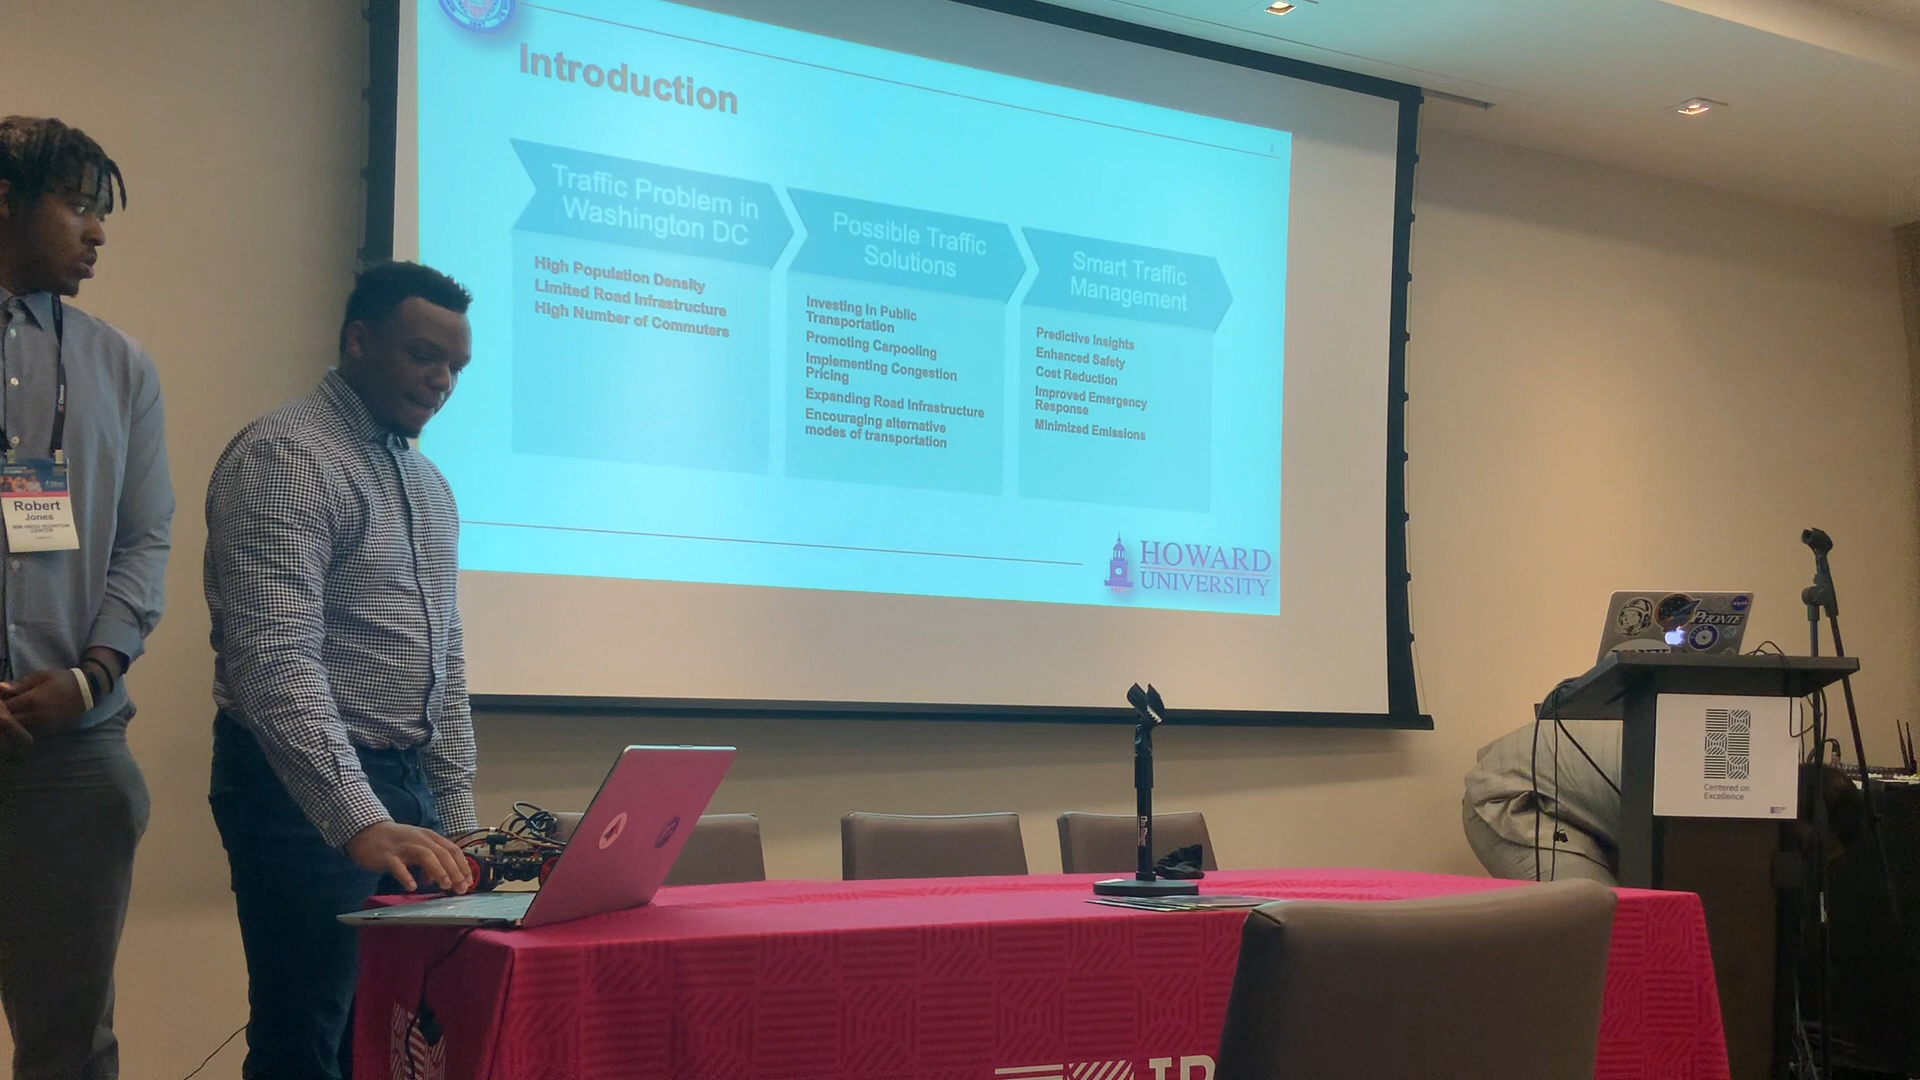 Introduction
Traffic Problem in
Washington DC
High Population Density
Limited Road Infrastructure
High Number of Commuters
Possible Traffic
Solutions
Investing In Public
Transportation
Promoting Carpooling
Implementing Congestion
Pricing
Expanding Road Infrastructure
Encouraging alternative
modes of transportation
Smart Traffic
Management
Predictive Insights
Enhanced Safety
Cost Reduction
Improved Emergency
Response
Minimized Emissions
HOWARD
UNIVERSITY
Robert
Jones
PHONTE
Centered on
Excellence